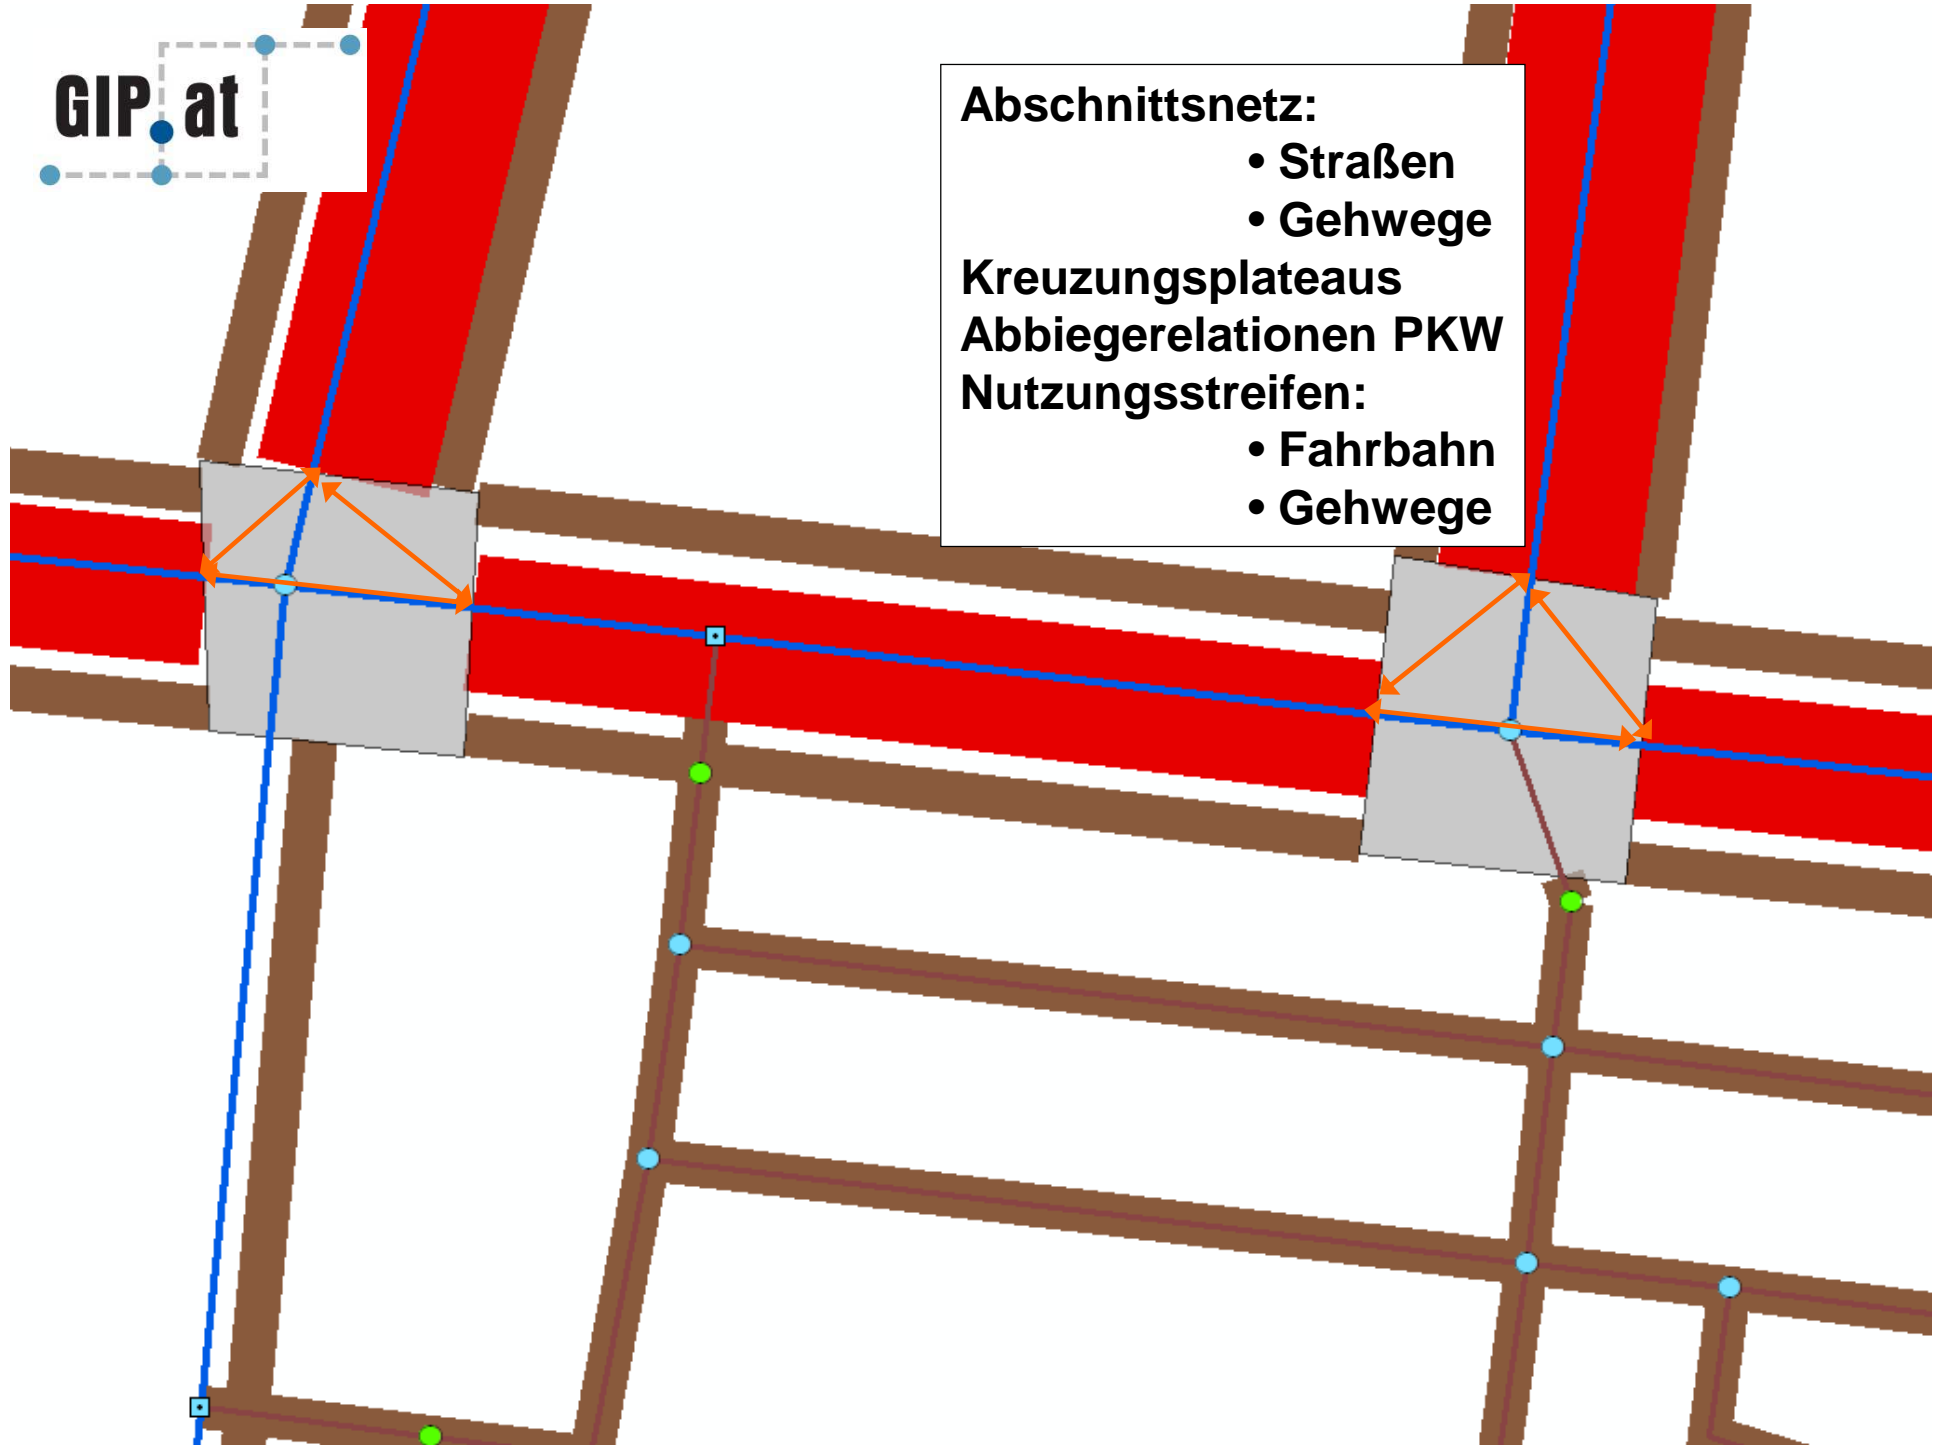 GIP.at
Abschnittsnetz:
• Straßen
• Gehwege
Kreuzungsplateaus
Abbiegerelationen PKW
Nutzungsstreifen:
• Fahrbahn
• Gehwege